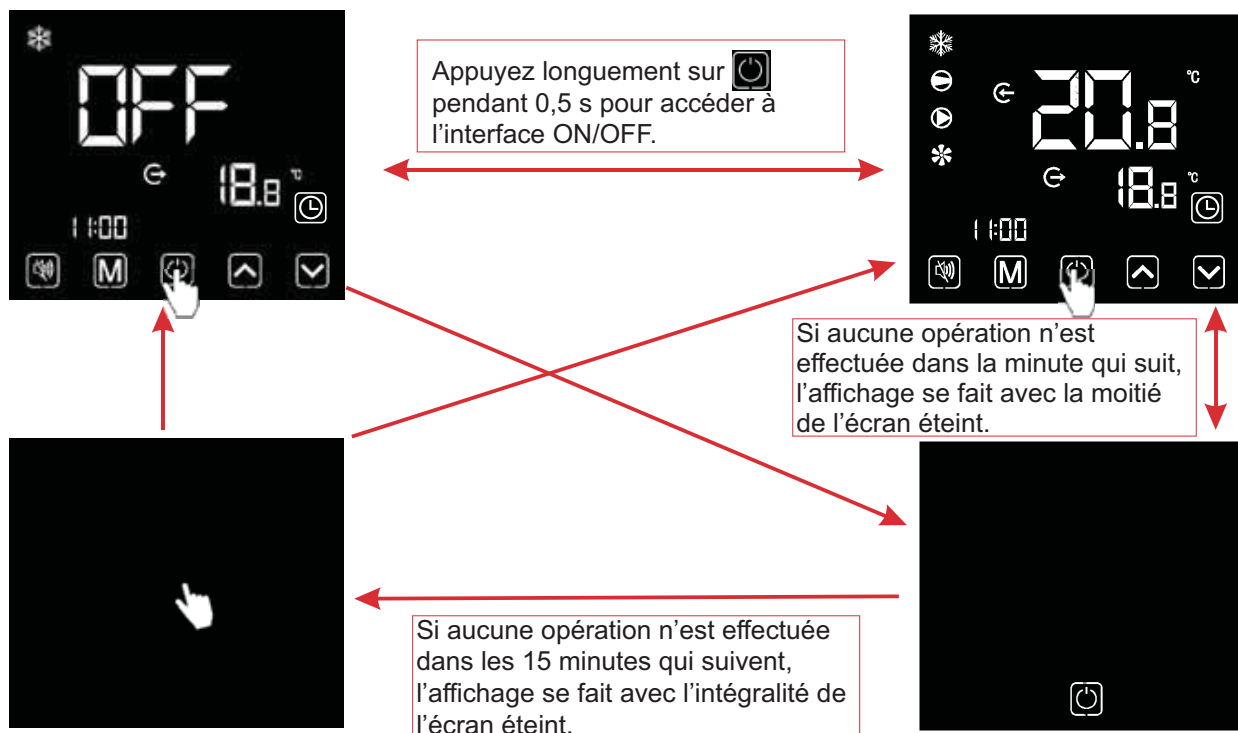 OFF
18.8 °C
11:00
M
Appuyez longuement sur
pendant 0,5 s pour accéder à
l’interface ON/OFF.
20.8 °C
18.8 °C
11:00
M
Si aucune opération n’est
effectuée dans la minute qui suit,
l’affichage se fait avec la moitié
de l’écran éteint.
Si aucune opération n’est effectuée
dans les 15 minutes qui suivent,
l’affichage se fait avec l’intégralité de
l’écran éteint.